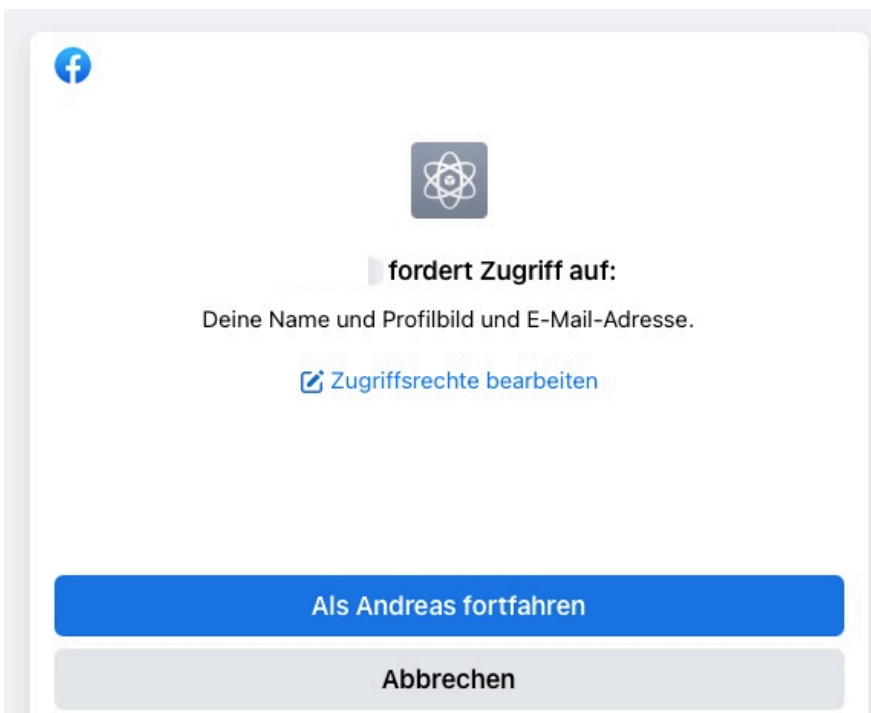 fordert Zugriff auf:
Deine Name und Profilbild und E-Mail-Adresse.
Zugriffsrechte bearbeiten
Als Andreas fortfahren
Abbrechen